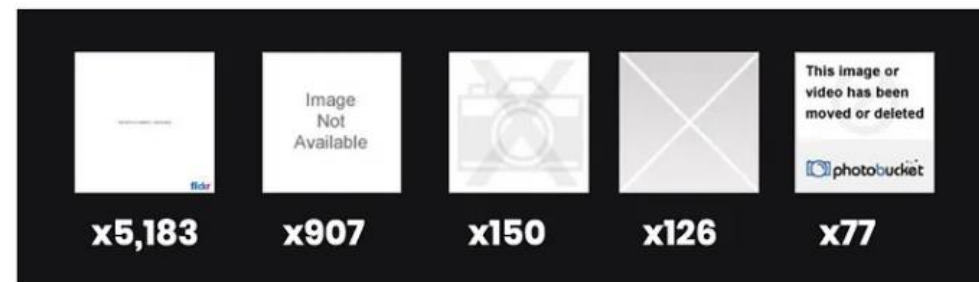 flickr
x5,183
Image
Not
Available
x907
x150
x126
This image or
video has been
moved or deleted
photobucket
x77